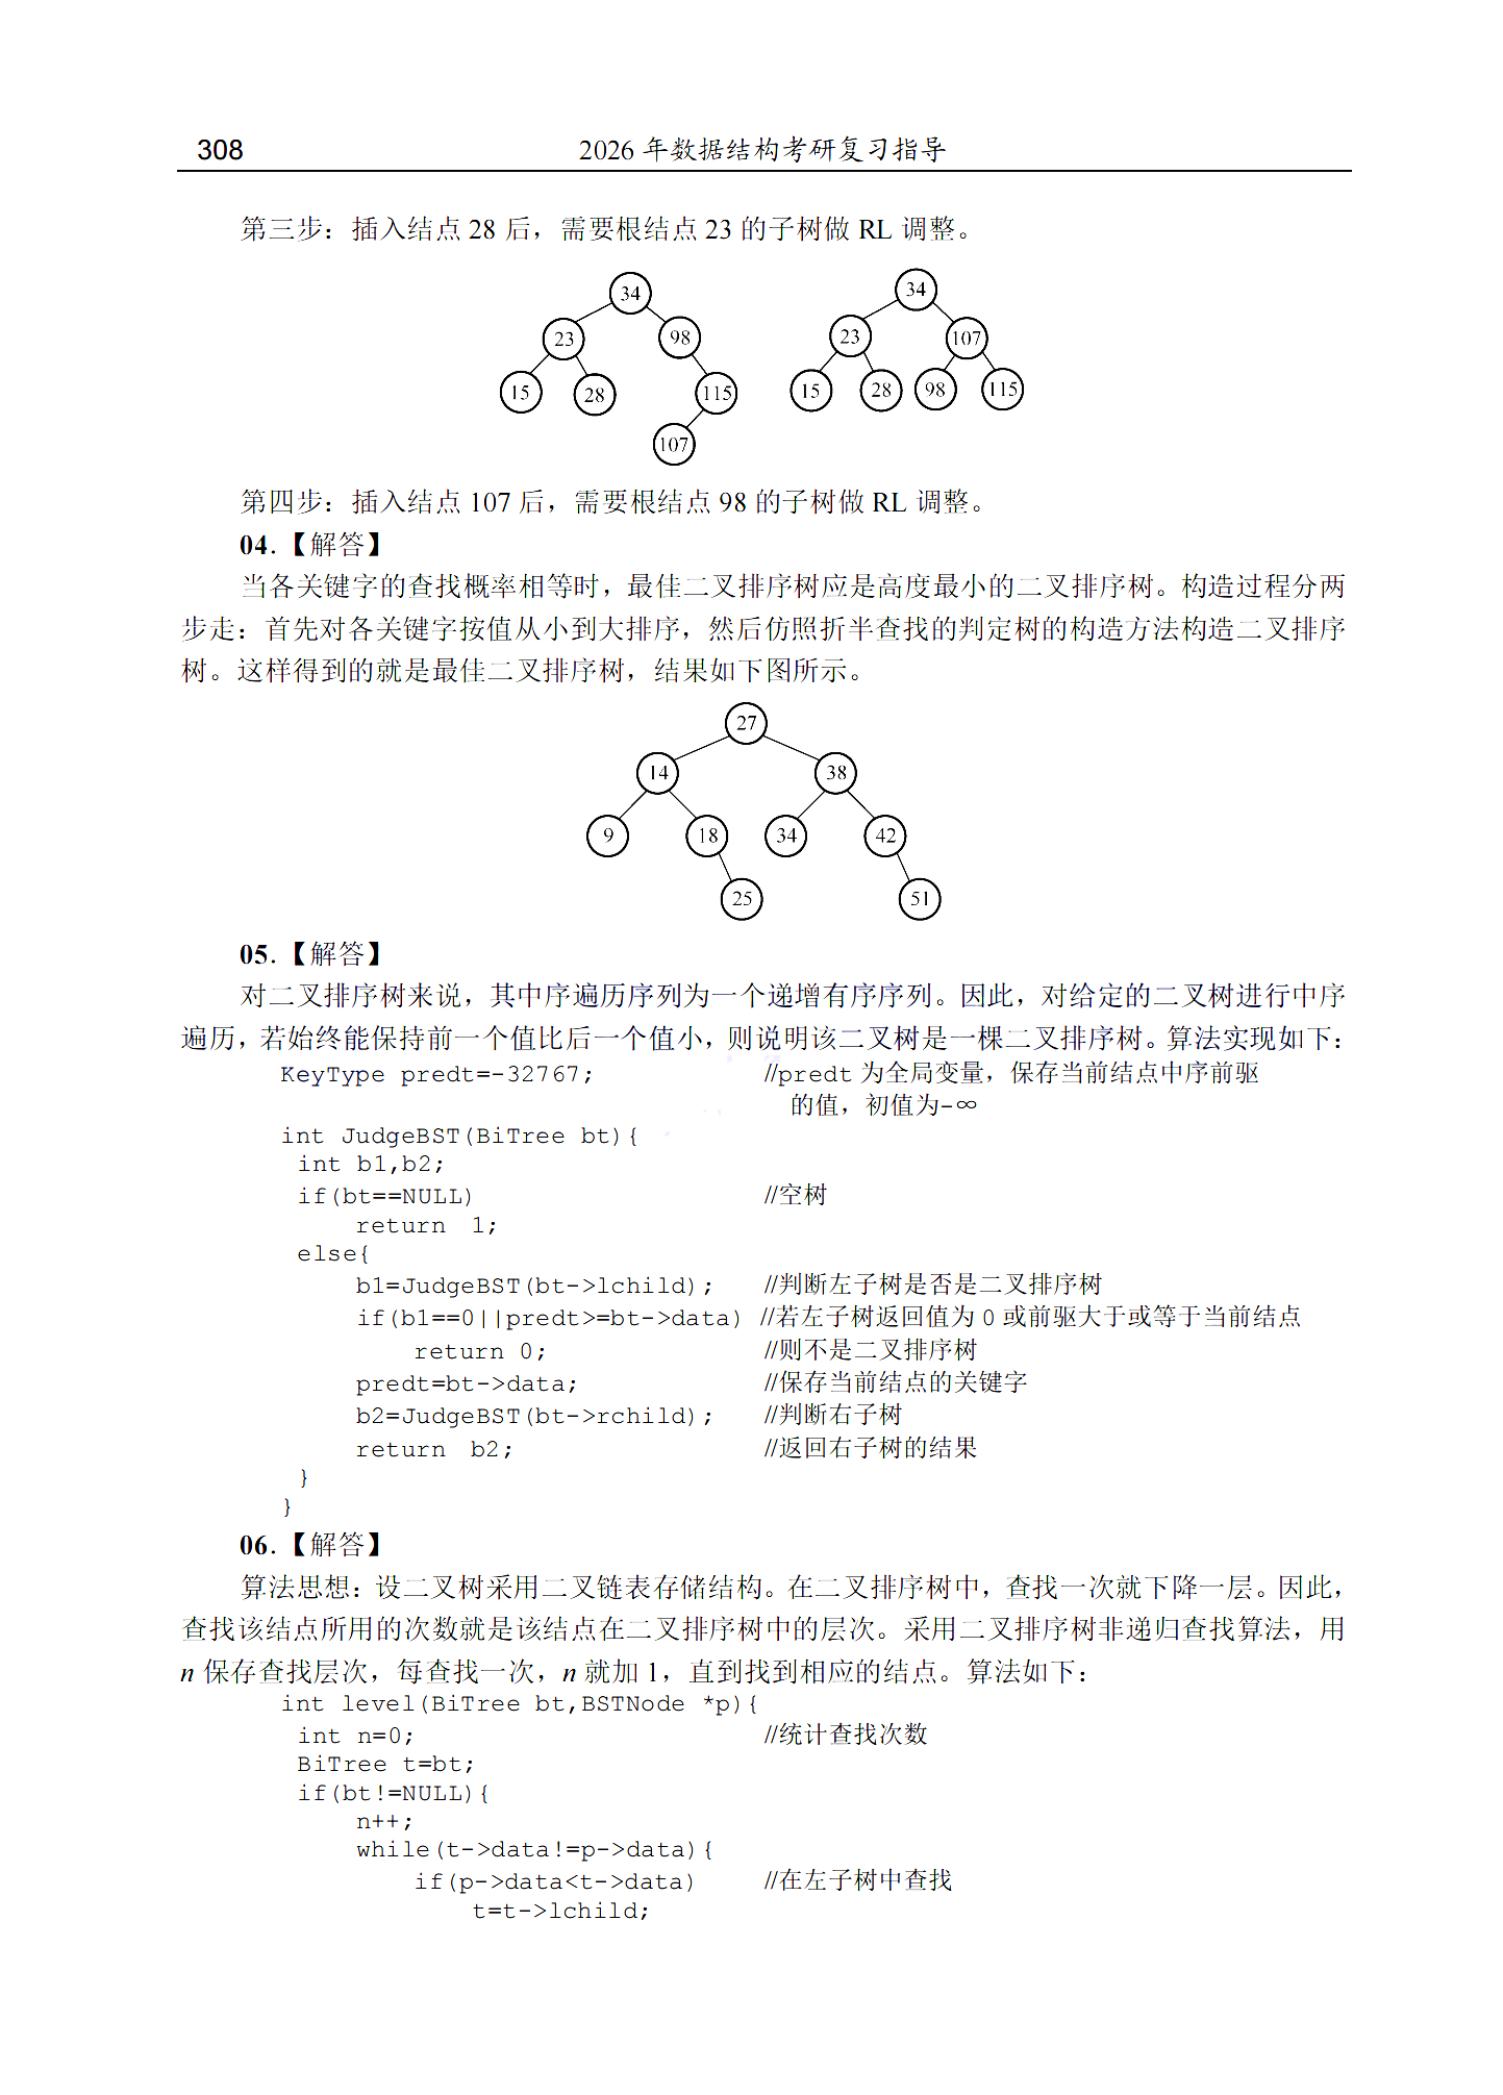 308 2026 年数据结构考研复习指导
第三步：插入结点 28 后，需要根结点 23 的子树做 RL 调整。
34 34
23 98 23 107
15 28 115 15 28 98 115
107
第四步：插入结点 107 后，需要根结点 98 的子树做 RL 调整。
04.【解答】
当各关键字的查找概率相等时，最佳二叉排序树应是高度最小的二叉排序树。构造过程分两
步走：首先对各关键字按值从小到大排序，然后仿照折半查找的判定树的构造方法构造二叉排序
树。这样得到的就是最佳二叉排序树，结果如下图所示。
27
14 38
9 18 34 42
25 51
05.【解答】
对二叉排序树来说，其中序遍历序列为一个递增有序序列。因此，对给定的二叉树进行中序
遍历，若始终能保持前一个值比后一个值小，则说明该二叉树是一棵二叉排序树。算法实现如下：
KeyType predt=-32767; //predt 为全局变量，保存当前结点中序前驱
的值，初值为-∞
int JudgeBST(BiTree bt){
int b1,b2;
if(bt==NULL) //空树
return 1;
else{
b1=JudgeBST(bt->lchild); //判断左子树是否是二叉排序树
if(b1==0||predt>=bt->data) //若左子树返回值为 0 或前驱大于或等于当前结点
return 0; //则不是二叉排序树
predt=bt->data; //保存当前结点的关键字
b2=JudgeBST(bt->rchild); //判断右子树
return b2; //返回右子树的结果
}
}
06.【解答】
算法思想：设二叉树采用二叉链表存储结构。在二叉排序树中，查找一次就下降一层。因此，
查找该结点所用的次数就是该结点在二叉排序树中的层次。采用二叉排序树非递归查找算法，用
n 保存查找层次，每查找一次，n 就加 1，直到找到相应的结点。算法如下：
int level(BiTree bt,BSTNode *p){
int n=0; //统计查找次数
BiTree t=bt;
if(bt!=NULL){
n++;
while(t->data!=p->data){
if(p->data<t->data) //在左子树中查找
t=t->lchild;